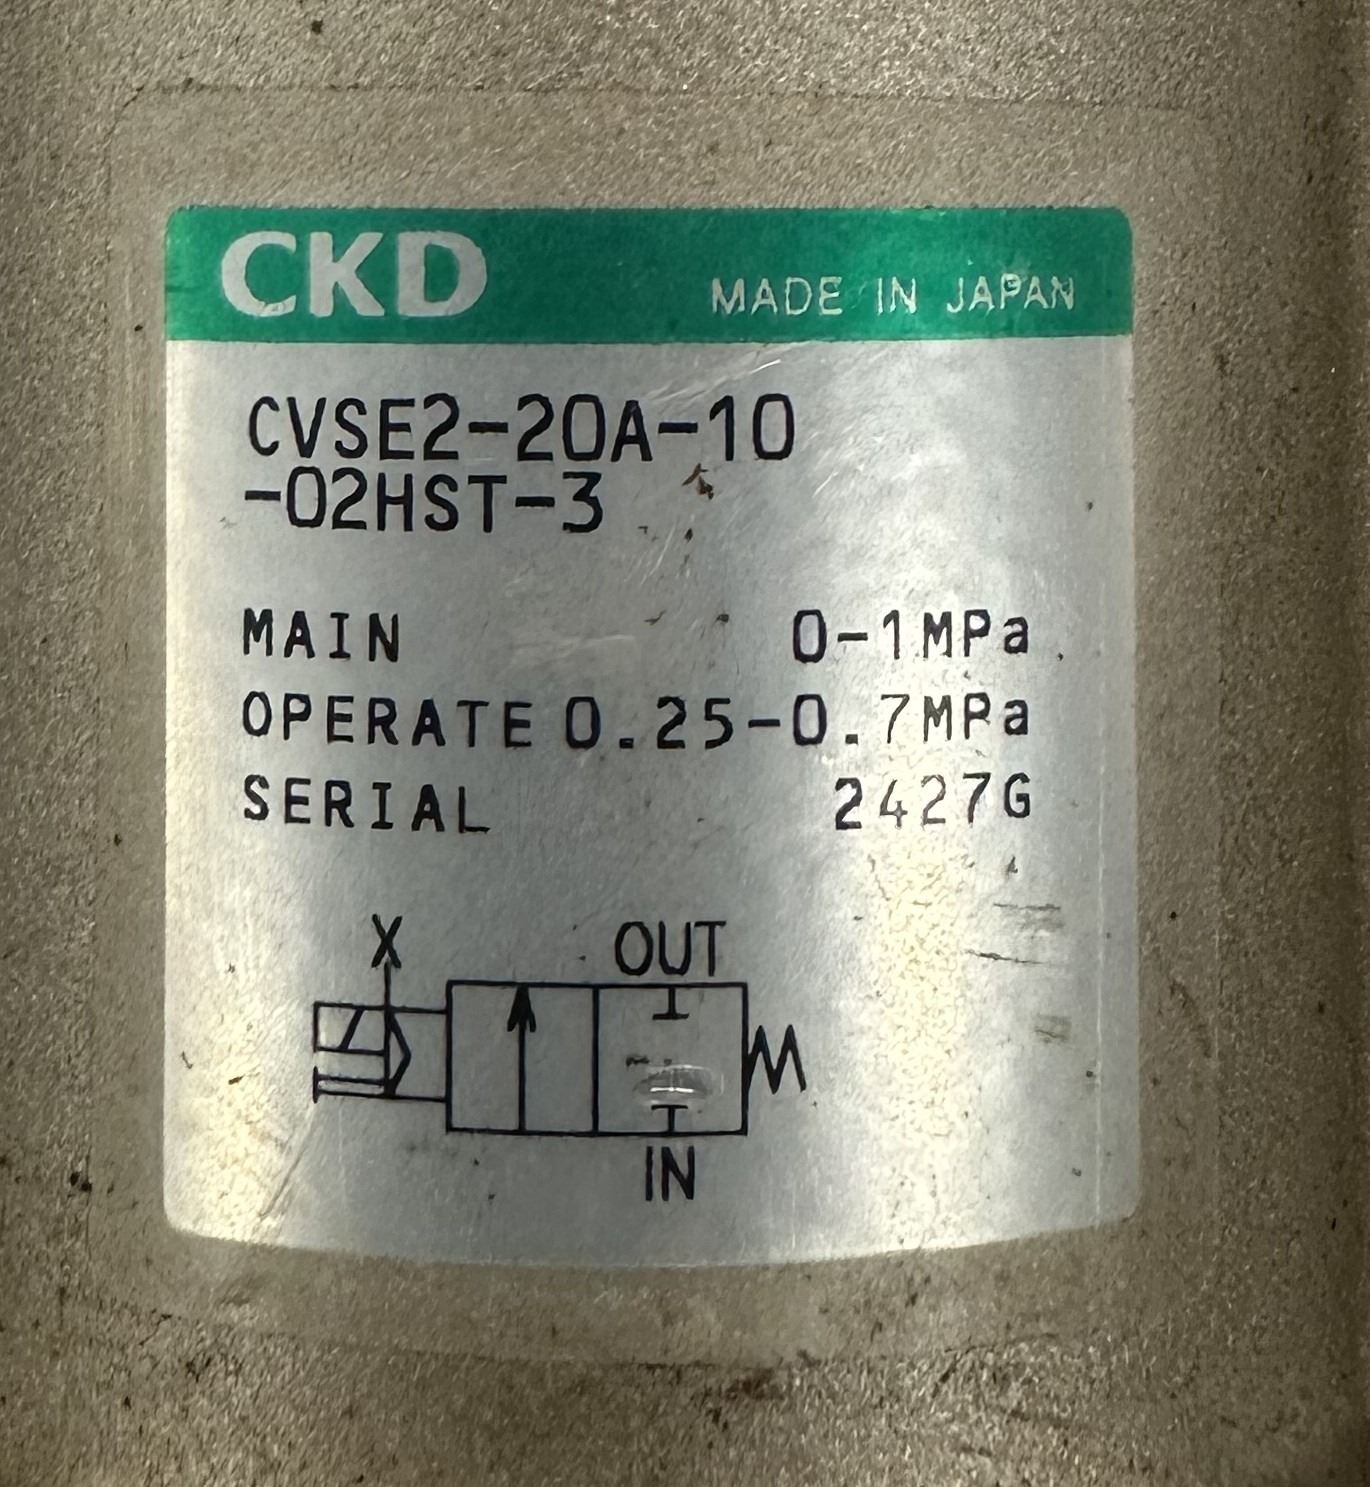 CKD MADE IN JAPAN
CVSE2-20A-10
-02HST-3
MAIN 0-1MPa
OPERATE 0.25-0.7MPa
SERIAL 2427G
X OUT
IN